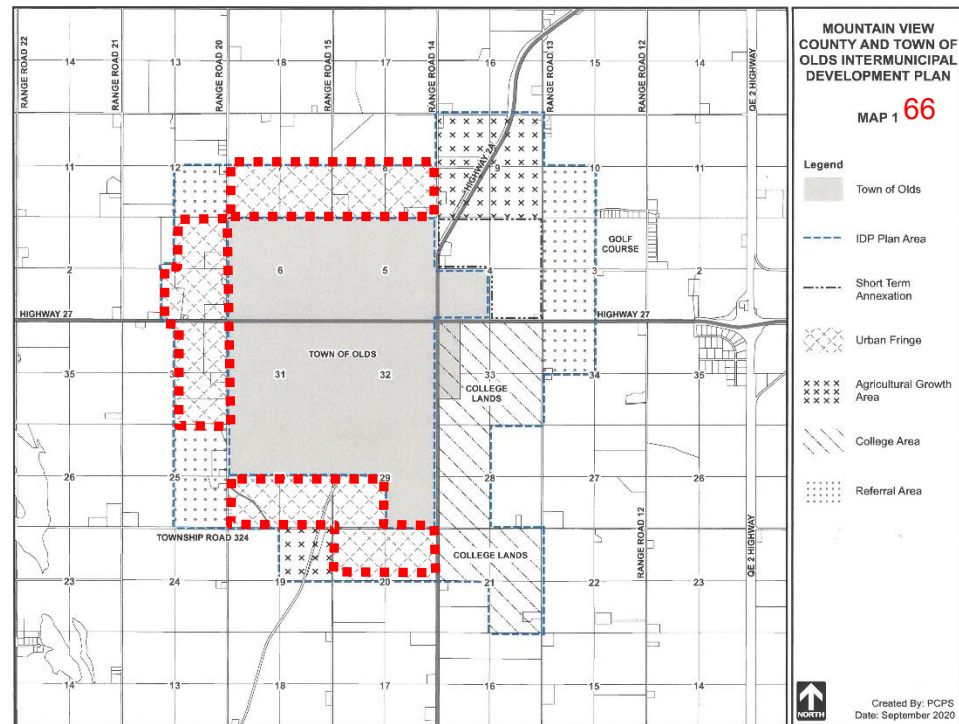 RANGE ROAD 22
RANGE ROAD 21
RANGE ROAD 20
RANGE ROAD 15
RANGE ROAD 14
RANGE ROAD 13
RANGE ROAD 12
QE 2 HIGHWAY
14 13 18 17 16 15 14
11 12 8 9 10 11
HIGHWAY 2A
GOLF
COURSE
2 6 5 4 3 2
HIGHWAY 27
HIGHWAY 27
TOWN OF OLDS
35 31 32 33 34 35
COLLEGE
LANDS
26 25 29 28 27 26
TOWNSHIP ROAD 324
COLLEGE LANDS
RANGE ROAD 12
QE 2 HIGHWAY
23 24 19 20 21 22 23
14 13 18 17 16 15 14
MOUNTAIN VIEW
COUNTY AND TOWN OF
OLDS INTERMUNICIPAL
DEVELOPMENT PLAN
MAP 1 66
Legend
Town of Olds
IDP Plan Area
Short Term
Annexation
Urban Fringe
Agricultural Growth
Area
College Area
Referral Area
NORTH
Created By: PCPS
Date: September 2020